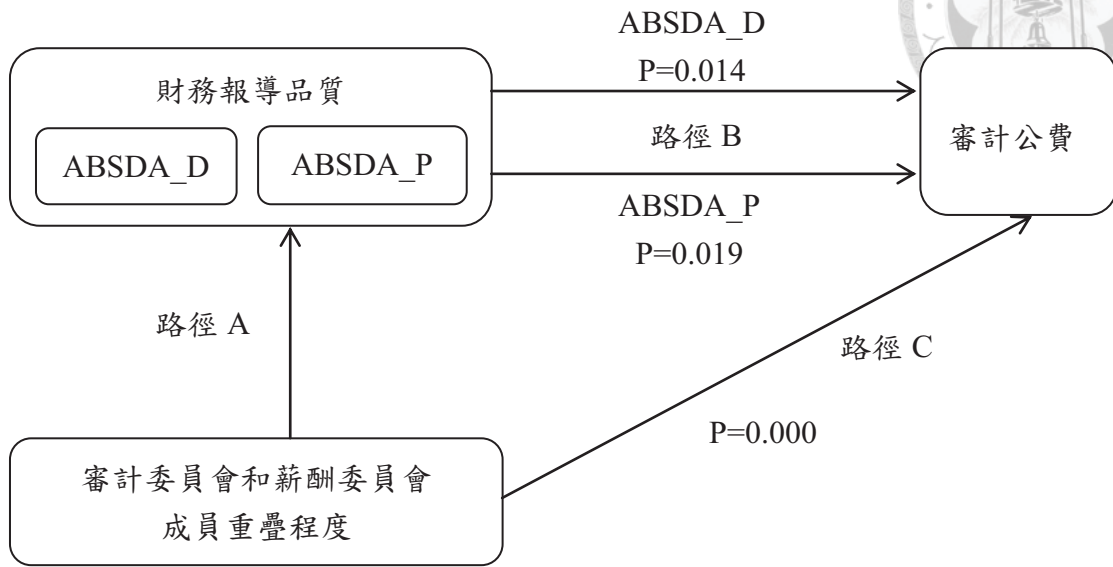 ABSDA_D
P=0.014
財務報導品質
ABSDA_D
ABSDA_P
路徑 B
審計公費
ABSDA_P
P=0.019
路徑 A
路徑 C
P=0.000
審計委員會和薪酬委員會
成員重疊程度